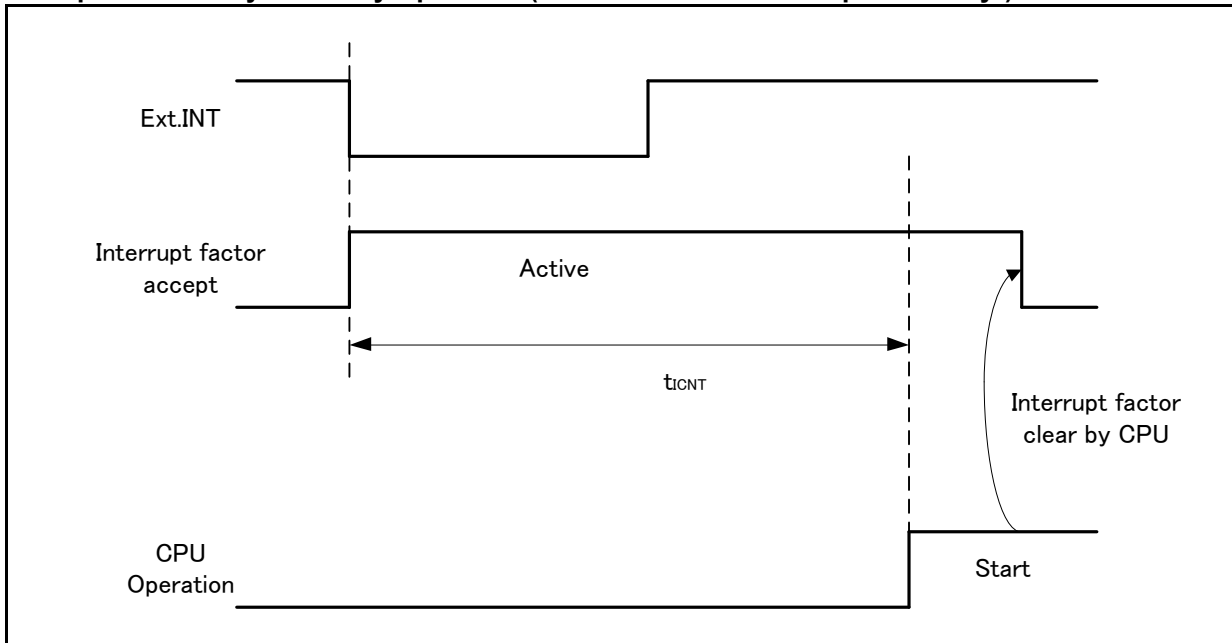 Ext.INT
Interrupt factor
accept
Active
tICNT
Interrupt factor
clear by CPU
CPU
Operation
Start